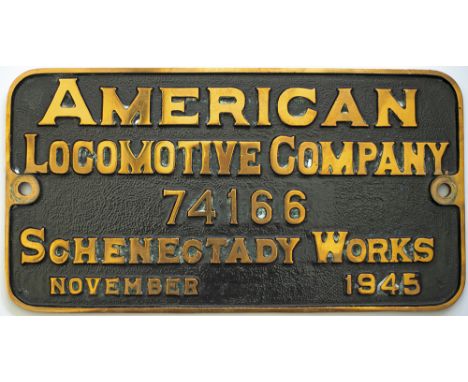 AMERICAN
LOCOMOTIVE COMPANY
74166
SCHENECTADY WORKS
NOVEMBER 1945